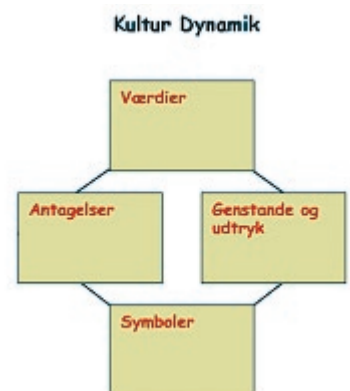 Kultur Dynamik
Værdier
Antagelser
Genstande og
udtryk
Symboler